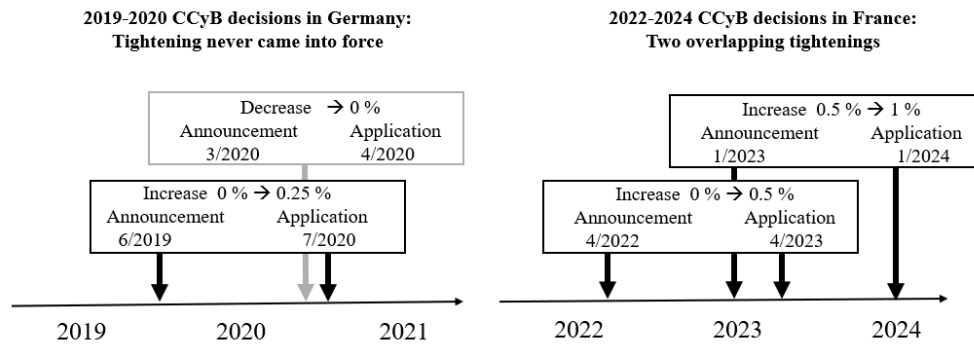 2019-2020 CCyB decisions in Germany:
Tightening never came into force
Decrease → 0 %
Announcement Application
3/2020 4/2020
Increase 0 % → 0.25 %
Announcement Application
6/2019 7/2020
2019 2020 2021
2022-2024 CCyB decisions in France:
Two overlapping tightenings
Increase 0.5 % → 1 %
Announcement Application
1/2023 1/2024
Increase 0 % → 0.5 %
Announcement Application
4/2022 4/2023
2022 2023 2024